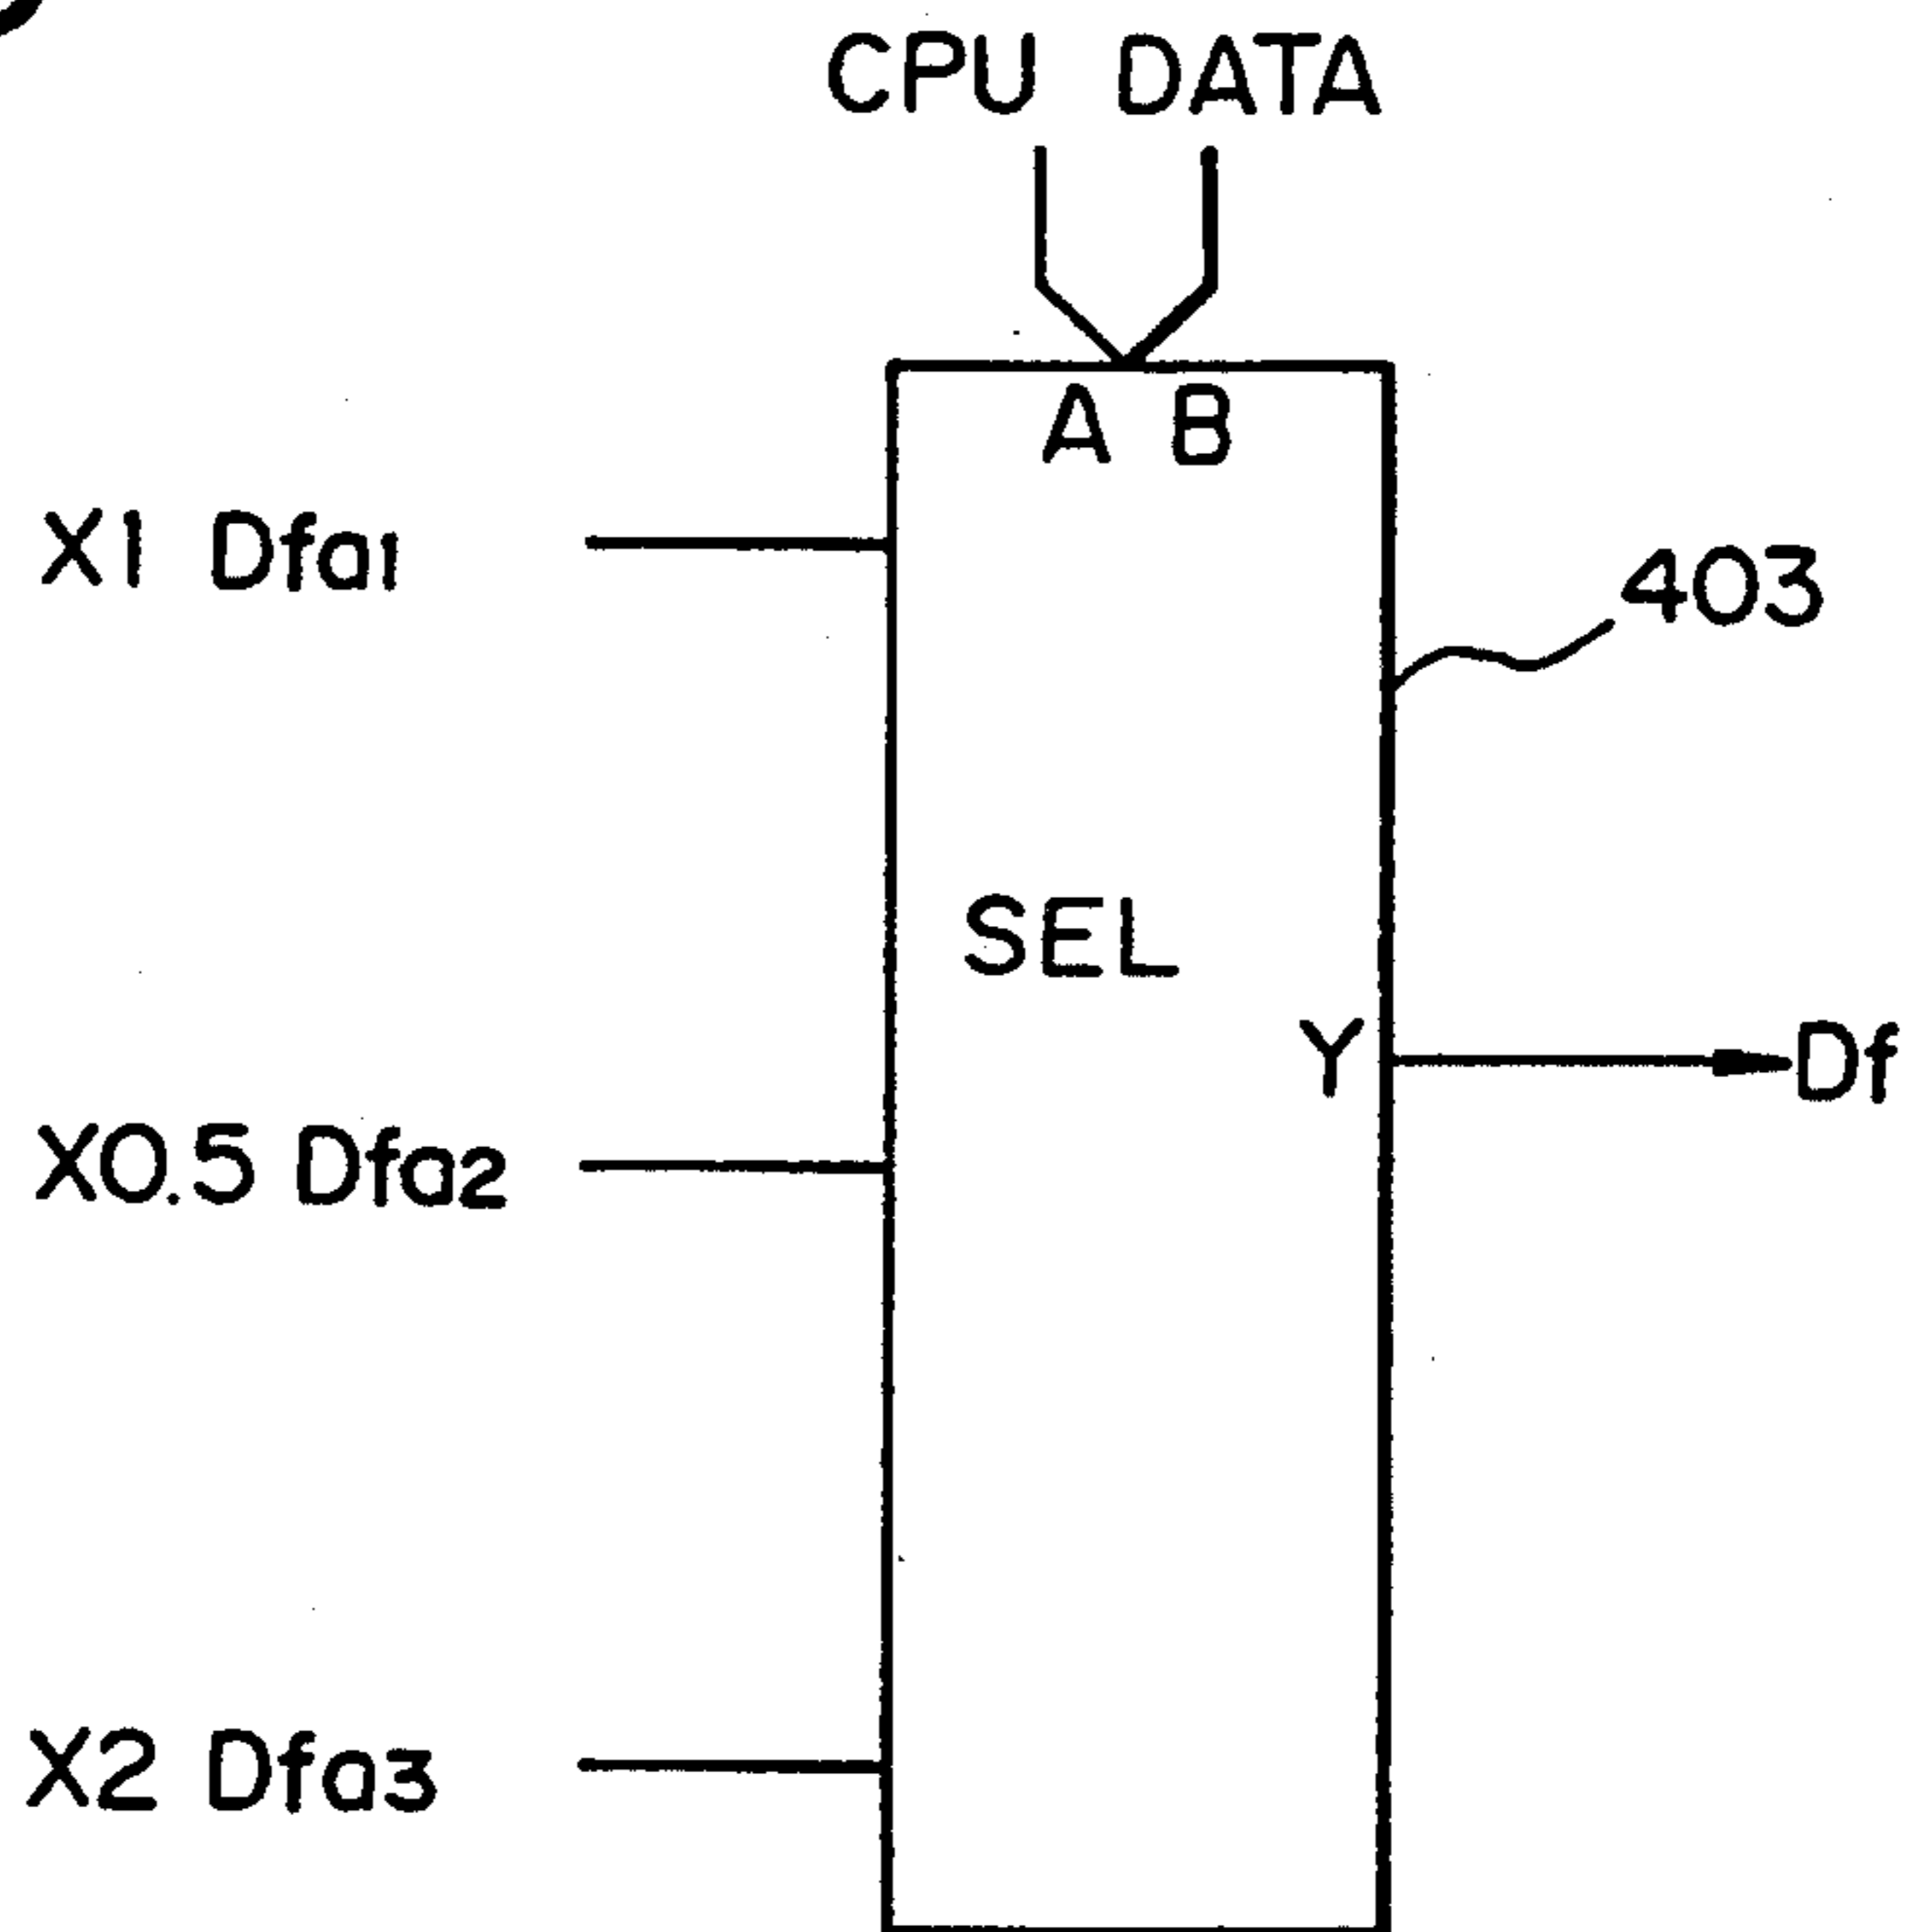 CPU DATA
A B
X1 Dfa1
403
SEL
Y
Df
X0.5 Dfa2
X2 Dfa3